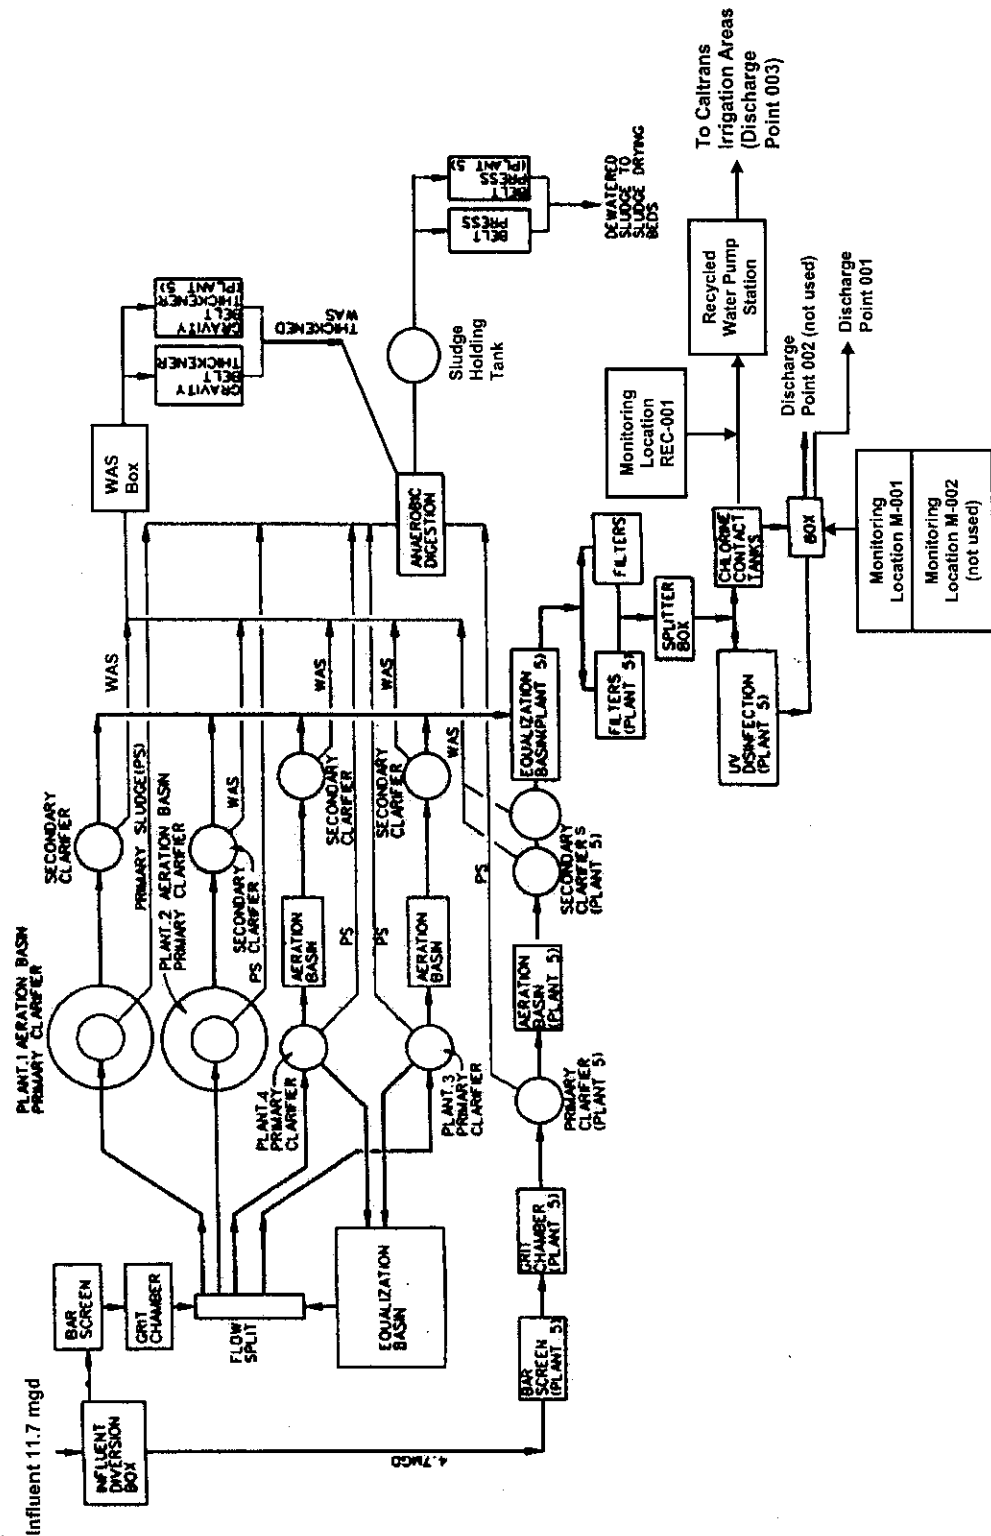 Influent 11.7 mgd
INFLUENT
DIVERSION
BOX
4.7MGD
BAR
SCREEN
GRIT
CHAMBER
FLOW
SPLIT
EQUALIZATION
BASIN
BAR
SCREEN
(PLANT 5)
GRIT
CHAMBER
(PLANT 5)
PLANT.1 AERATION BASIN
PRIMARY CLARIFIER
SECONDARY
CLARIFIER
PRIMARY SLUDGE(PS)
PLANT.2 AERATION BASIN
PRIMARY CLARIFIER
SECONDARY
CLARIFIER
PS
WAS
WAS
PLANT.4
PRIMARY
CLARIFIER
AERATION
BASIN
SECONDARY
CLARIFIER
PS
WAS
PLANT.3
PRIMARY
CLARIFIER
AERATION
BASIN
SECONDARY
CLARIFIER
PS
WAS
PRIMARY
CLARIFIER
(PLANT 5)
AERATION
BASIN
(PLANT 5)
SECONDARY
CLARIFIERS
(PLANT 5)
PS
WAS
WAS
Box
GRAVITY
BELT
THICKENER
GRAVITY
BELT
THICKENER
(PLANT 5)
THICKENED
WAS
ANAEROBIC
DIGESTION
Sludge
Holding
Tank
BELT
PRESS
BELT
PRESS
(PLANT 5)
DEWATERED
SLUDGE TO
SLUDGE DRYING
BEDS
EQUALIZATION
BASIN(PLANT 5)
FILTERS
FILTERS
(PLANT 5)
SPLITTER
BOX
UV
DISINFECTION
(PLANT 5)
CHLORINE
CONTACT
TANKS
BOX
Monitoring
Location
REC-001
Recycled
Water Pump
Station
To Caltrans
Irrigation Areas
(Discharge
Point 003)
Discharge
Point 002 (not used)
Discharge
Point 001
Monitoring
Location M-001
Monitoring
Location M-002
(not used)